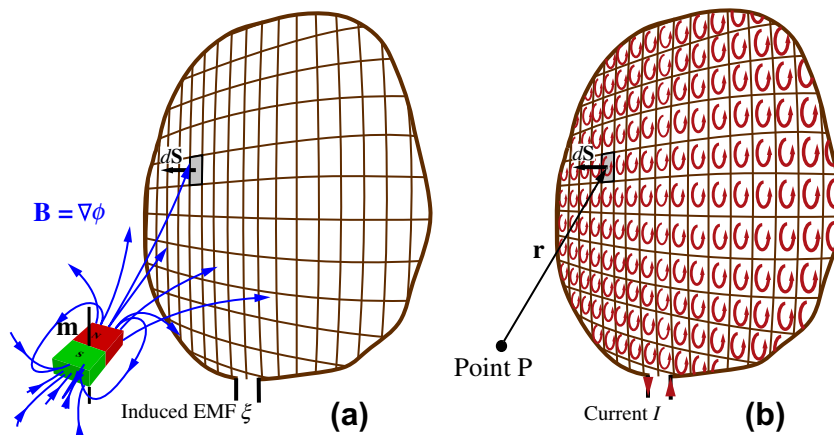 dS
B = ∇ϕ
m
N
S
Induced EMF ξ
(a)
dS
r
Point P
Current I
(b)